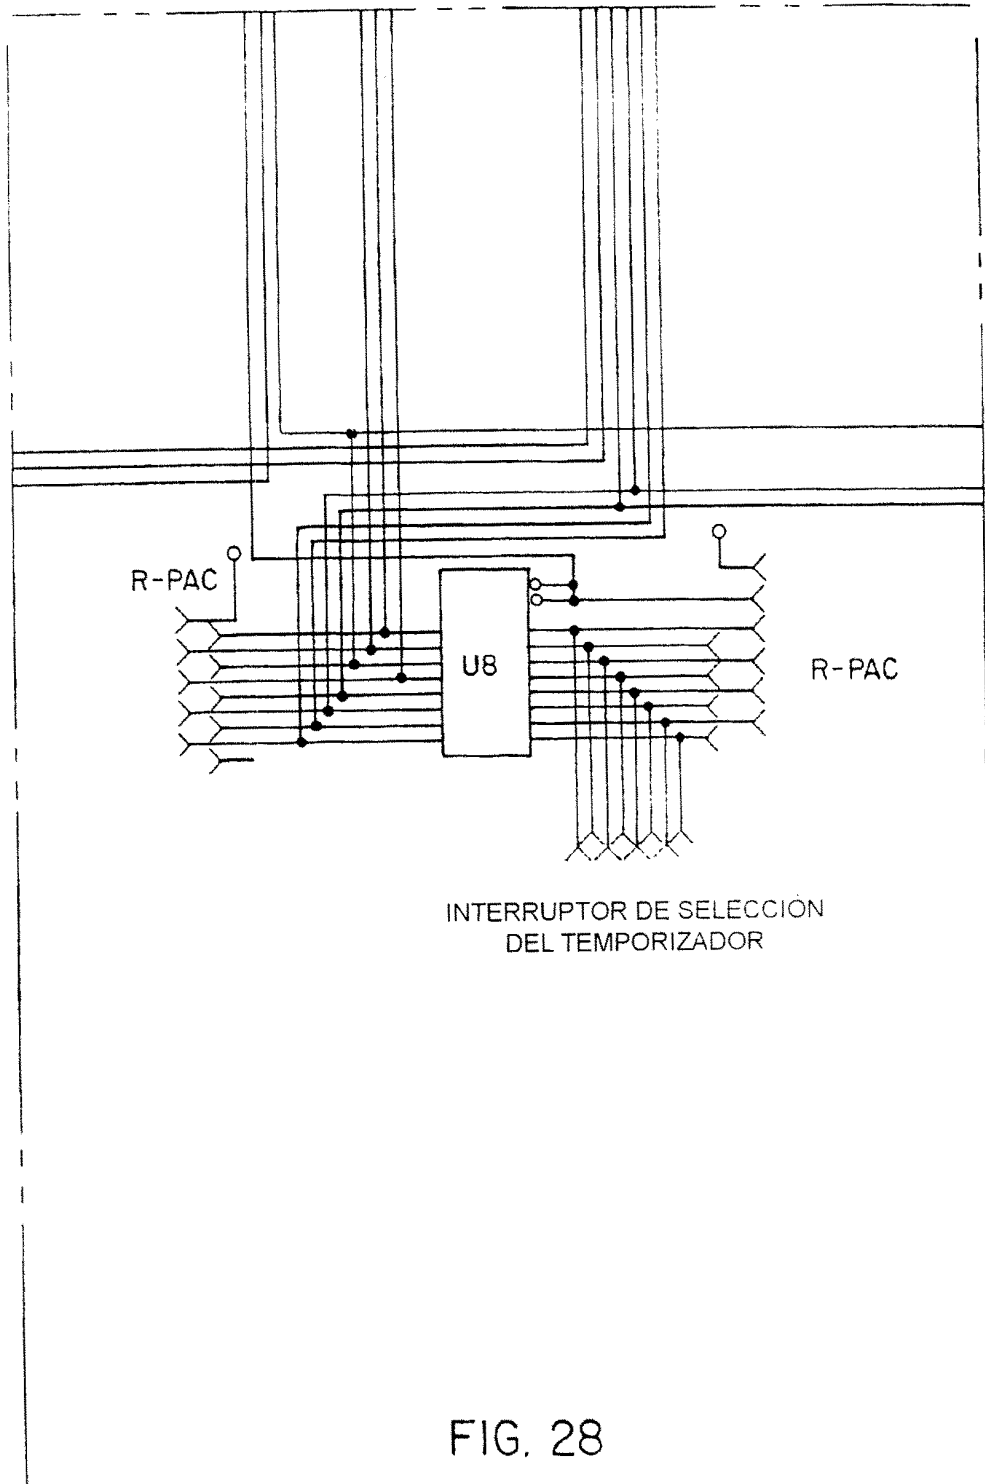 R-PAC
U8
R-PAC
INTERRUPTOR DE SELECCIÓN
DEL TEMPORIZADOR
FIG. 28